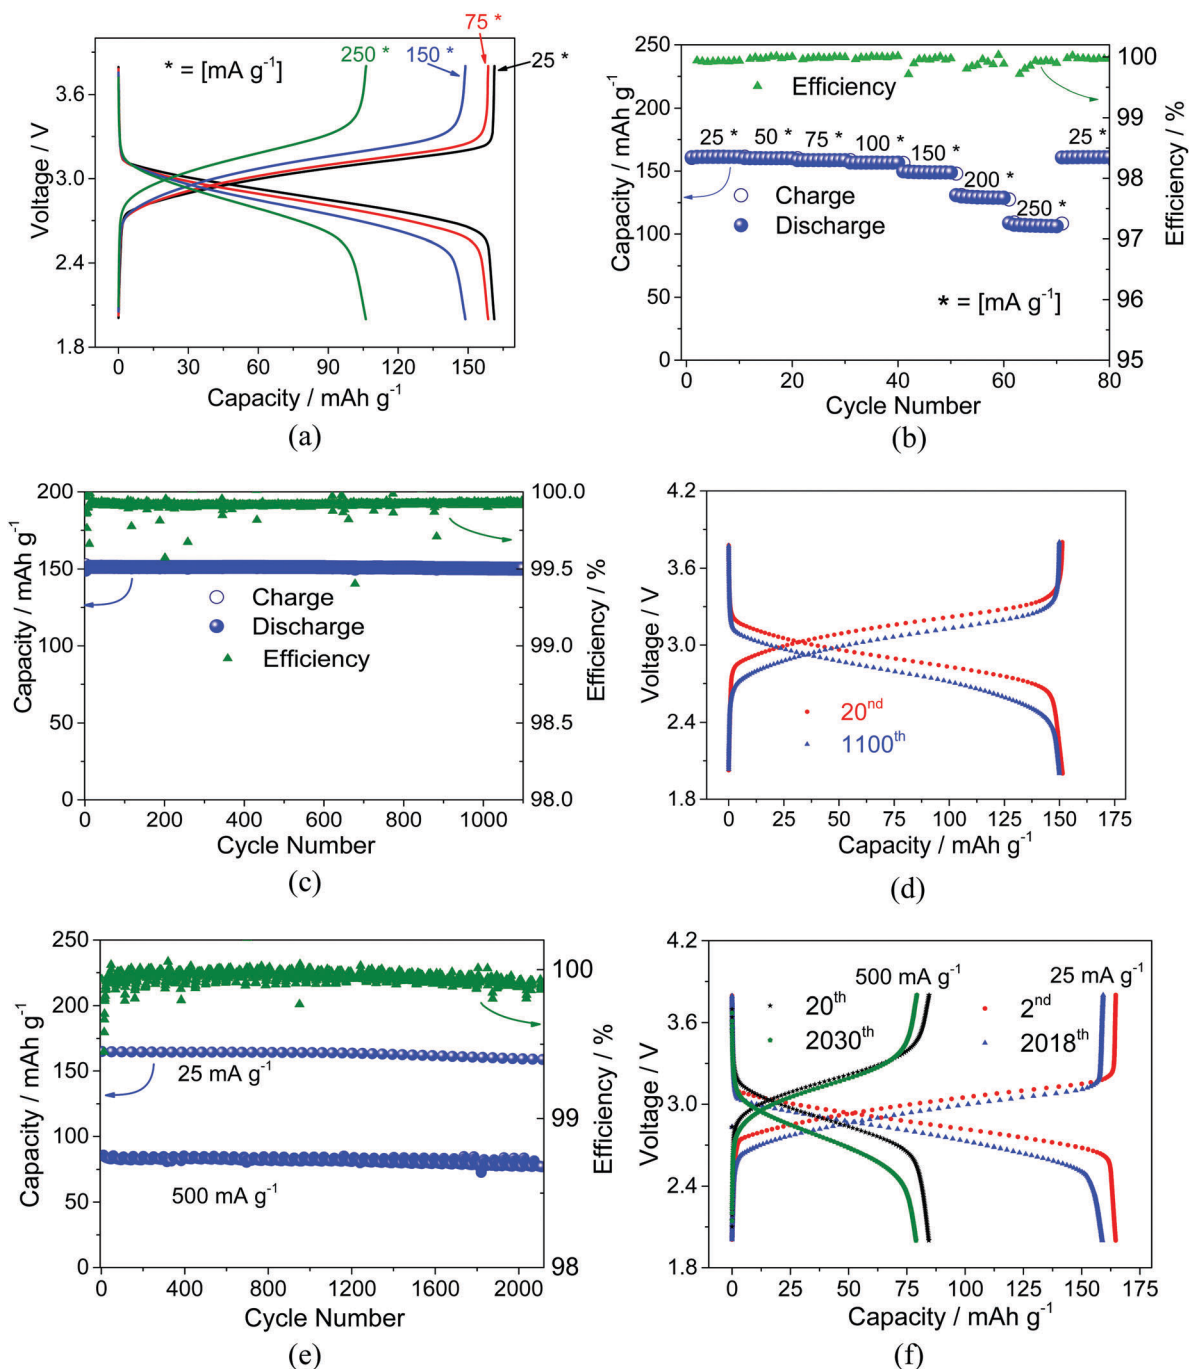 250 *
150 *
75 *
25 *
* = [mA g-1]
3.6
3.0
2.4
1.8
Voltage / V
0
30
60
90
120
150
Capacity / mAh g-1
(a)
250
200
150
100
50
0
Capacity / mAh g-1
Efficiency
25 *
50 *
75 *
100 *
150 *
200 *
250 *
25 *
Charge
Discharge
* = [mA g-1]
100
99
98
97
96
95
Efficiency / %
0
20
40
60
80
Cycle Number
(b)
200
150
100
50
0
Capacity / mAh g-1
Charge
Discharge
Efficiency
100.0
99.5
99.0
98.5
98.0
Efficiency / %
0
200
400
600
800
1000
Cycle Number
(c)
4.2
3.6
3.0
2.4
1.8
Voltage / V
20nd
1100th
0
25
50
75
100
125
150
175
Capacity / mAh g-1
(d)
250
200
150
100
50
0
Capacity / mAh g-1
25 mA g-1
500 mA g-1
100
99
98
Efficiency / %
0
400
800
1200
1600
2000
Cycle Number
(e)
4.2
3.6
3.0
2.4
1.8
Voltage / V
500 mA g-1
25 mA g-1
20th
2nd
2030th
2018th
0
25
50
75
100
125
150
175
Capacity / mAh g-1
(f)